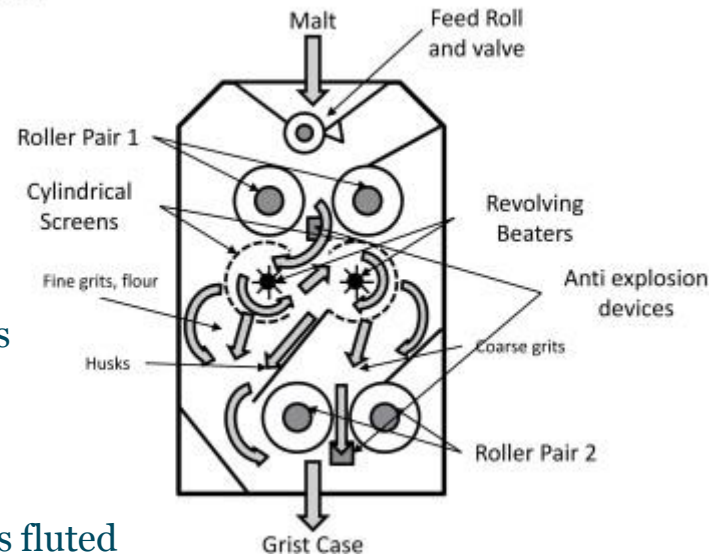 Malt
Feed Roll
and valve
Roller Pair 1
Cylindrical
Screens
Revolving
Beaters
Fine grits, flour
Anti explosion
devices
s
Husks
Coarse grits
Roller Pair 2
s fluted
Grist Case